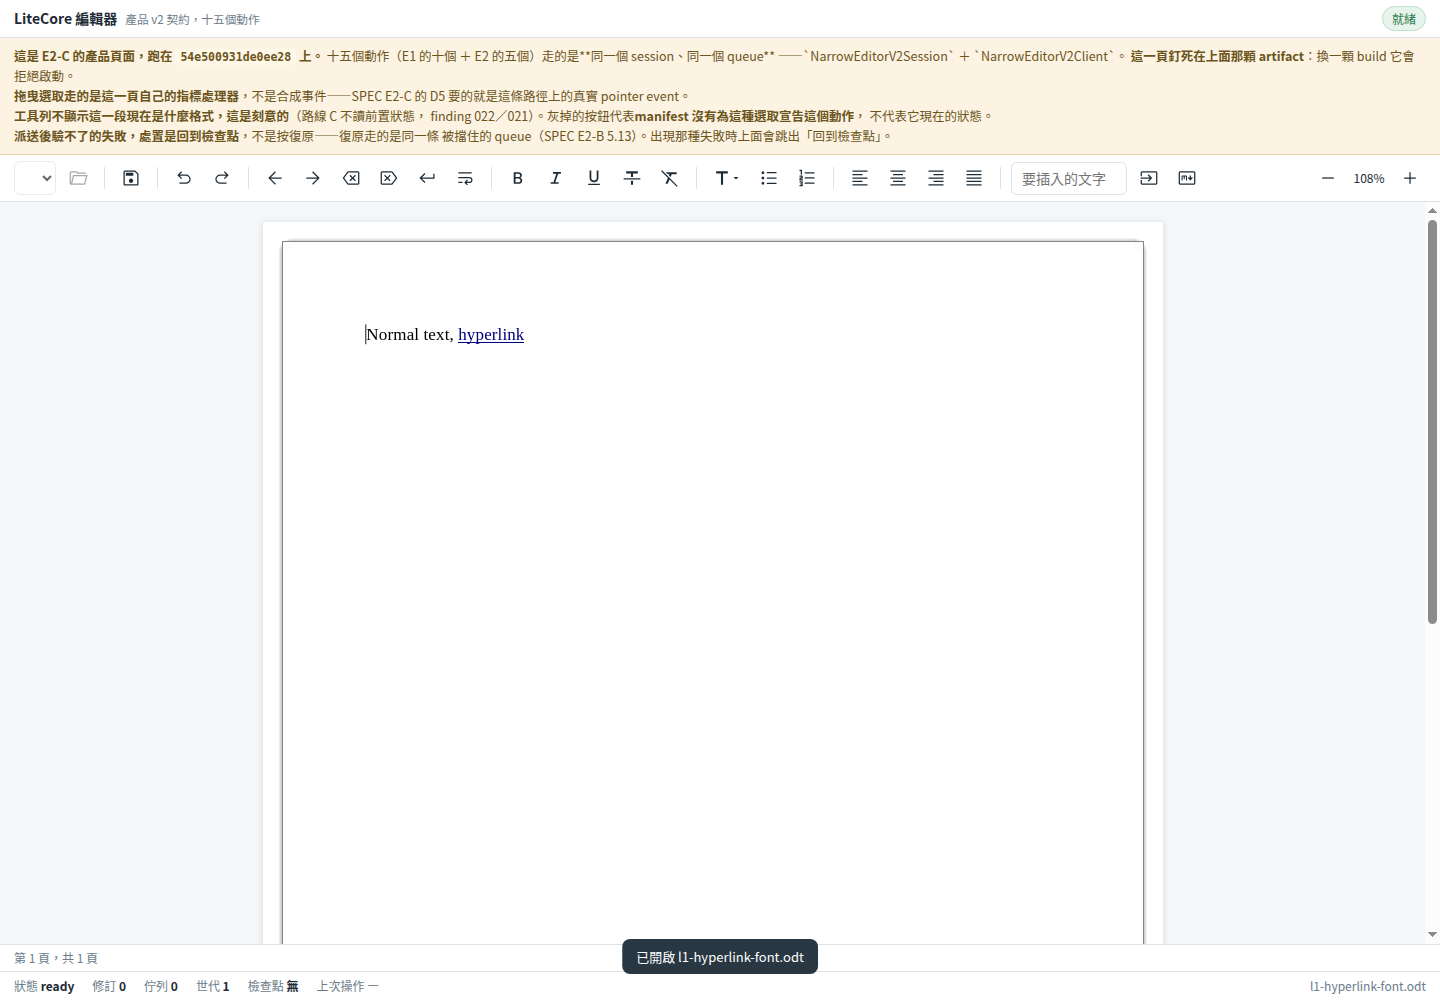 LiteCore 編輯器 產品 v2 契約，十五個動作 就緒
這是 E2-C 的產品頁面，跑在 54e500931de0ee28 上。 十五個動作（E1 的十個 ＋ E2 的五個）走的是**同一個 session、同一個 queue** ——`NarrowEditorV2Session` ＋ `NarrowEditorV2Client`。 這一頁釘死在上面那顆 artifact：換一顆 build 它會
拒絕啟動。
拖曳選取走的是這一頁自己的指標處理器，不是合成事件——SPEC E2-C 的 D5 要的就是這條路徑上的真實 pointer event。
工具列不顯示這一段現在是什麼格式，這是刻意的（路線 C 不讀前置狀態， finding 022／021）。灰掉的按鈕代表manifest 沒有為這種選取宣告這個動作， 不代表它現在的狀態。
派送後驗不了的失敗，處置是回到檢查點，不是按復原——復原走的是同一條 被擋住的 queue（SPEC E2-B 5.13）。出現那種失敗時上面會跳出「回到檢查點」。
要插入的文字 108%
Normal text, hyperlink
第 1 頁，共 1 頁
已開啟 l1-hyperlink-font.odt
狀態 ready 修訂 0 佇列 0 世代 1 檢查點 無 上次操作 — l1-hyperlink-font.odt